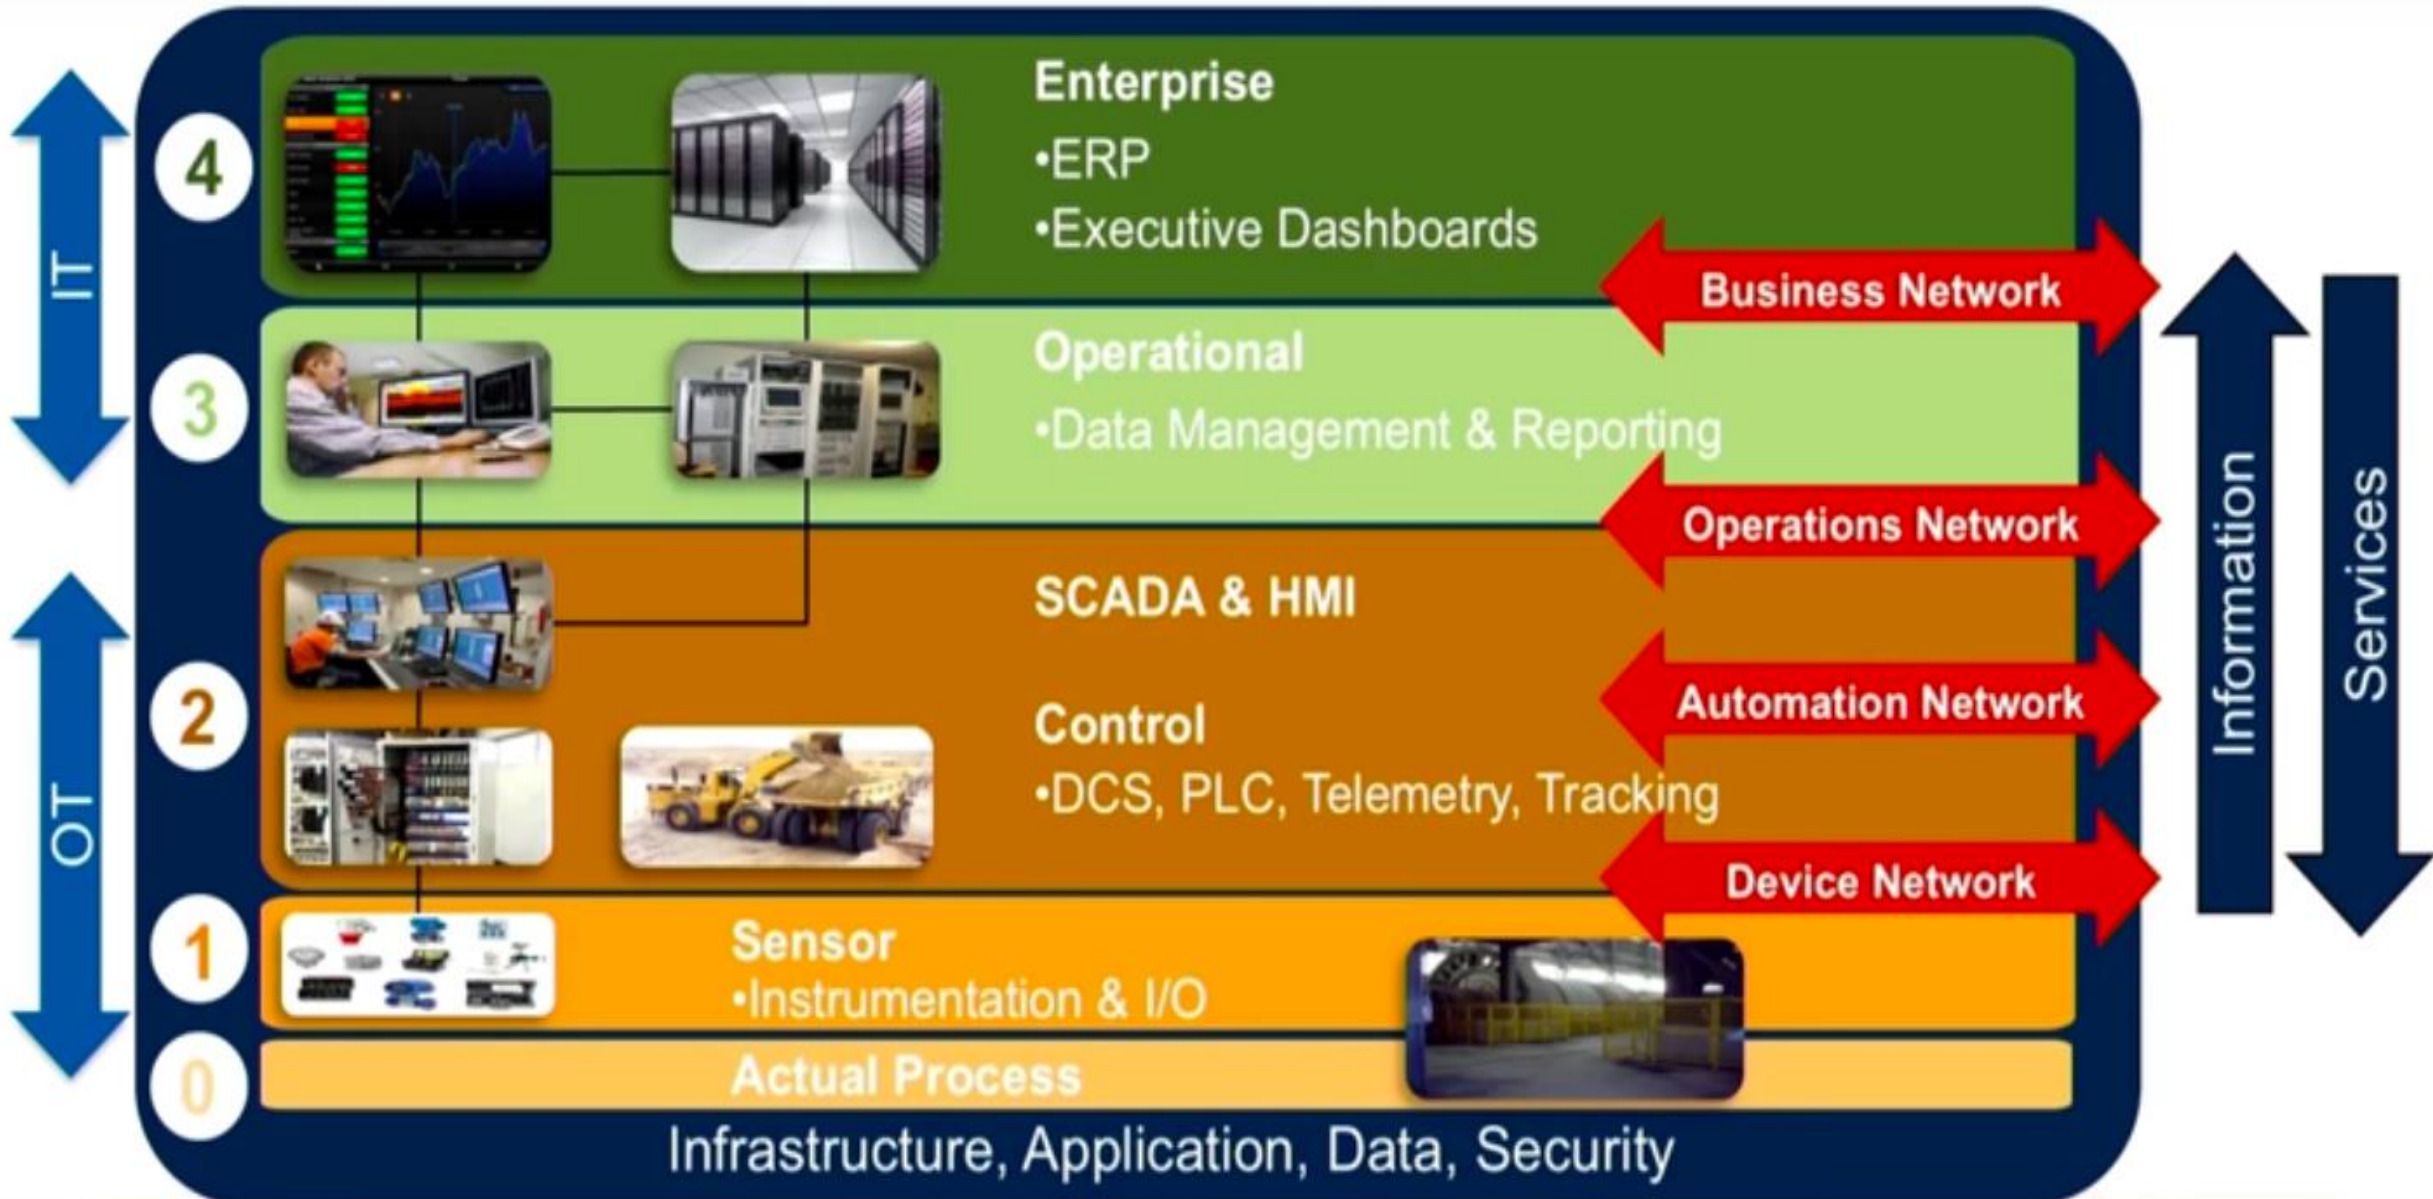 IT
OT
4
Enterprise
•ERP
•Executive Dashboards
Business Network
3
Operational
•Data Management & Reporting
Operations Network
2
SCADA & HMI
Automation Network
Control
•DCS, PLC, Telemetry, Tracking
Device Network
1
Sensor
•Instrumentation & I/O
0
Actual Process
Infrastructure, Application, Data, Security
Information
Services